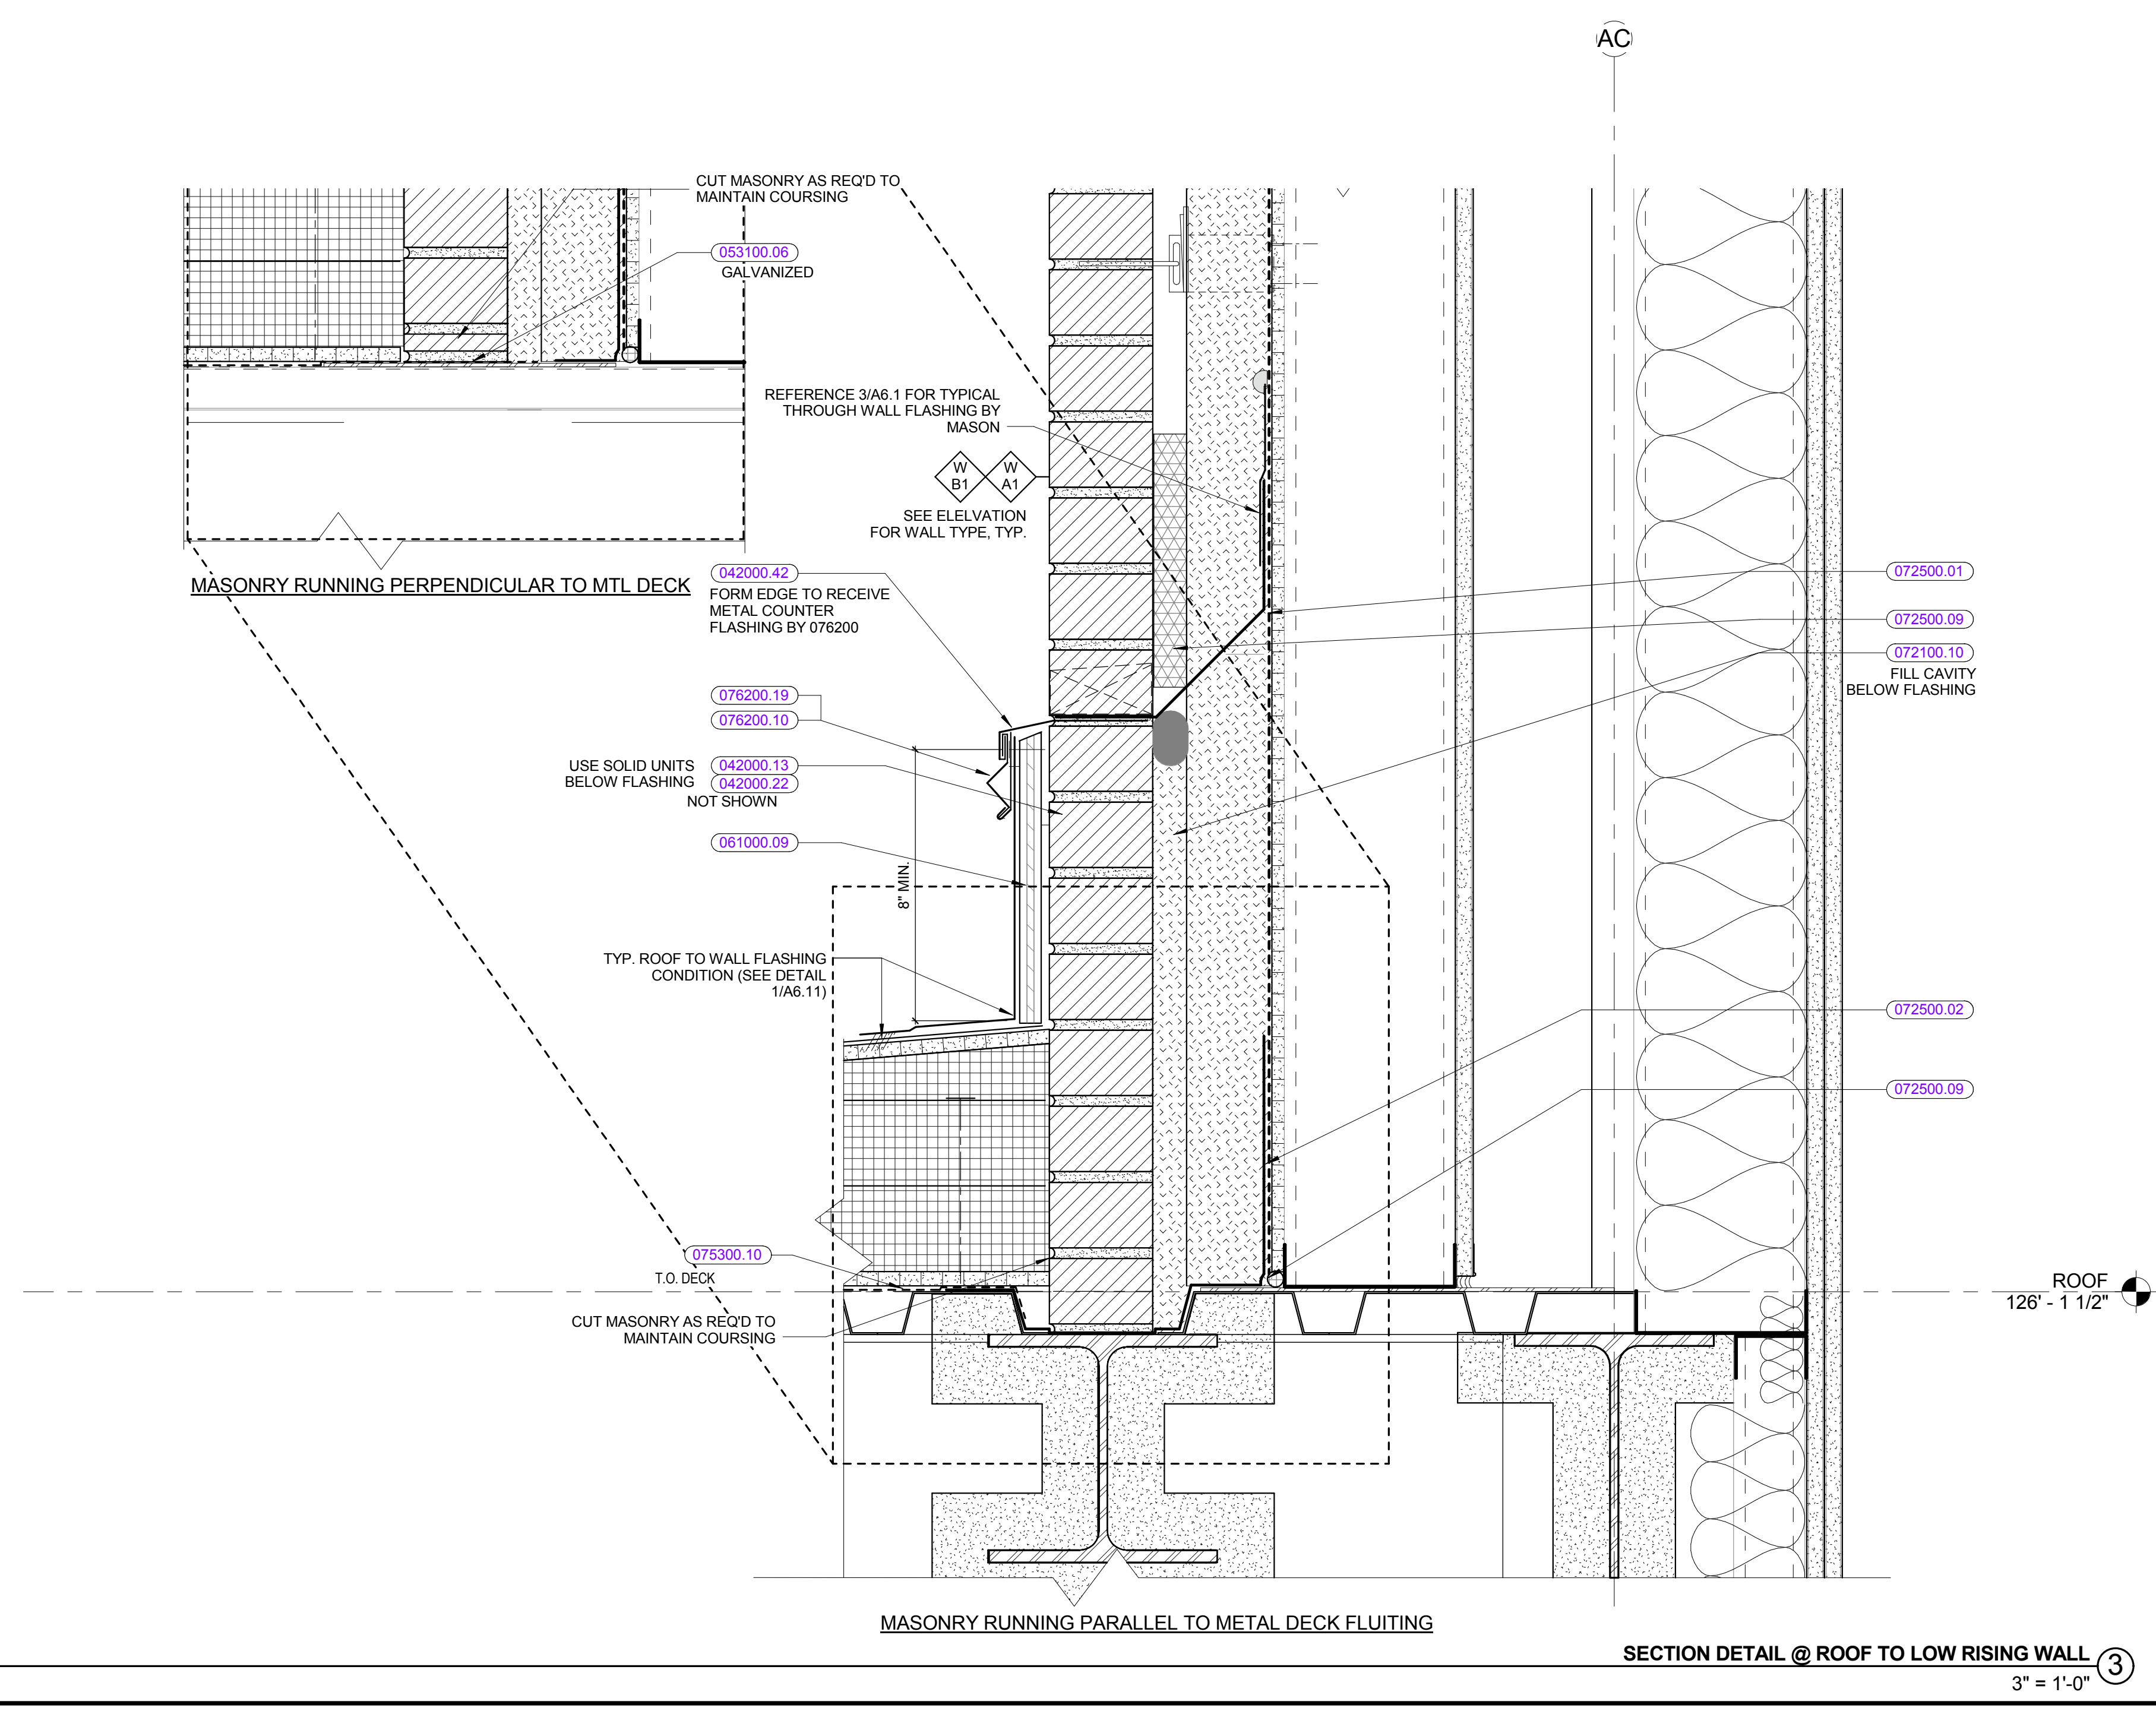 AC
CUT MASONRY AS REQ'D TO
MAINTAIN COURSING
053100.06
GALVANIZED
MASONRY RUNNING PERPENDICULAR TO MTL DECK
REFERENCE 3/A6.1 FOR TYPICAL
THROUGH WALL FLASHING BY
MASON
W
B1
W
A1
SEE ELELVATION
FOR WALL TYPE, TYP.
042000.42
FORM EDGE TO RECEIVE
METAL COUNTER
FLASHING BY 076200
076200.19
076200.10
USE SOLID UNITS
BELOW FLASHING
042000.13
042000.22
NOT SHOWN
061000.09
8" MIN.
TYP. ROOF TO WALL FLASHING
CONDITION (SEE DETAIL
1/A6.11)
075300.10
T.O. DECK
CUT MASONRY AS REQ'D TO
MAINTAIN COURSING
072500.01
072500.09
072100.10
FILL CAVITY
BELOW FLASHING
072500.02
072500.09
ROOF
126' - 1 1/2"
MASONRY RUNNING PARALLEL TO METAL DECK FLUITING
SECTION DETAIL @ ROOF TO LOW RISING WALL
3
3" = 1'-0"